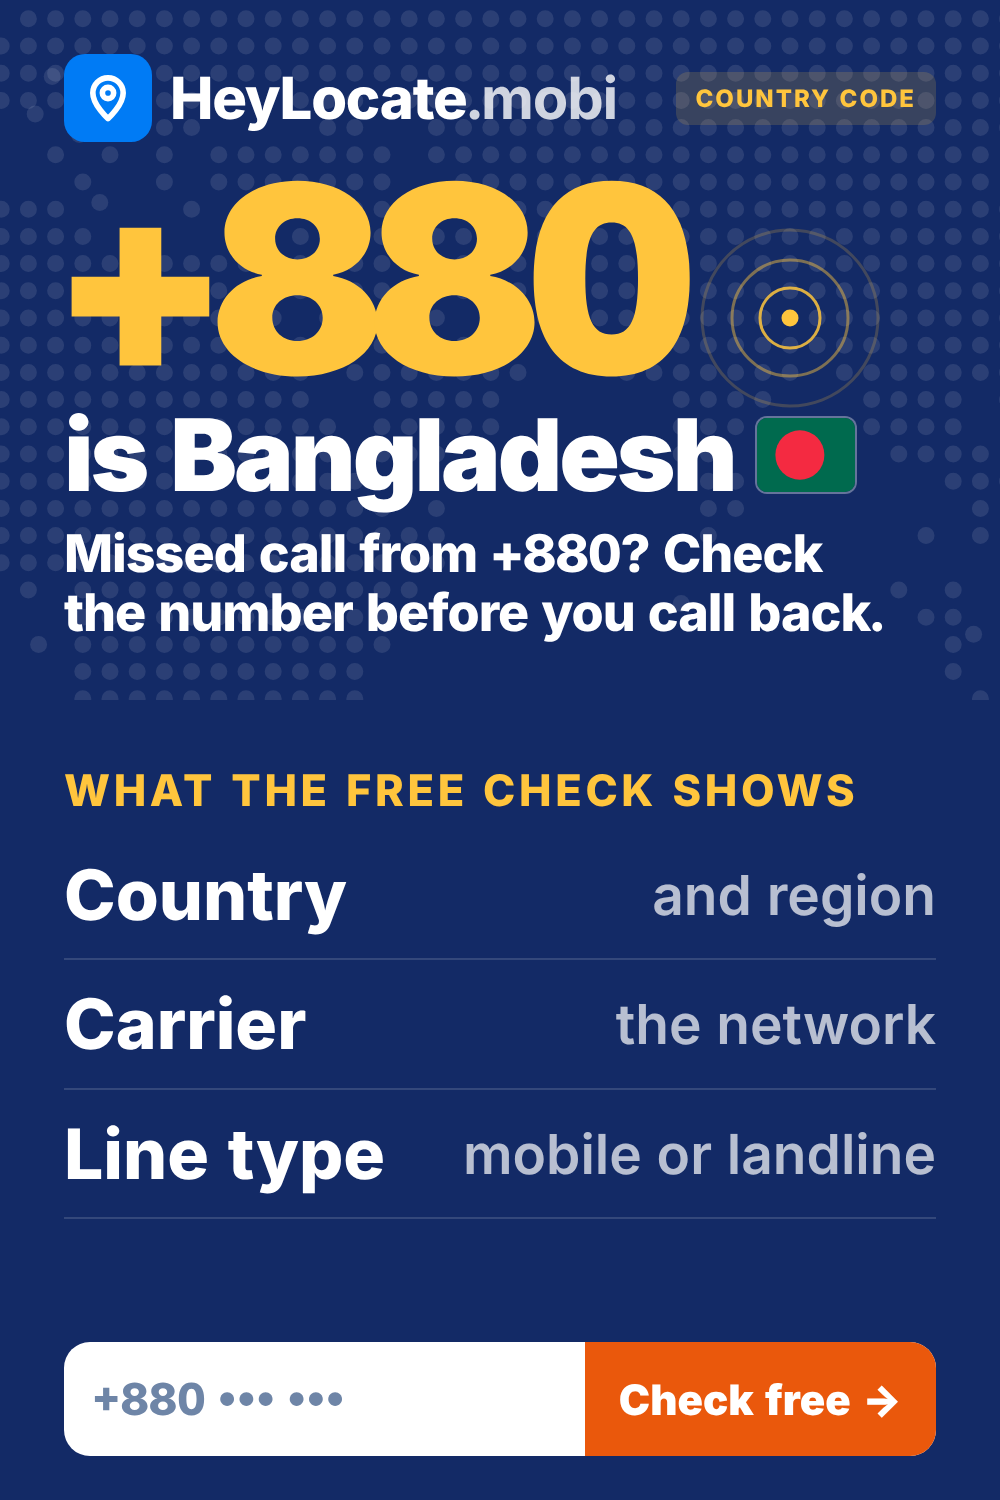 HeyLocate.mobi
COUNTRY CODE
+880
is Bangladesh
Missed call from +880? Check
the number before you call back.
WHAT THE FREE CHECK SHOWS
Country and region
Carrier the network
Line type mobile or landline
+880 ••• •••
Check free →